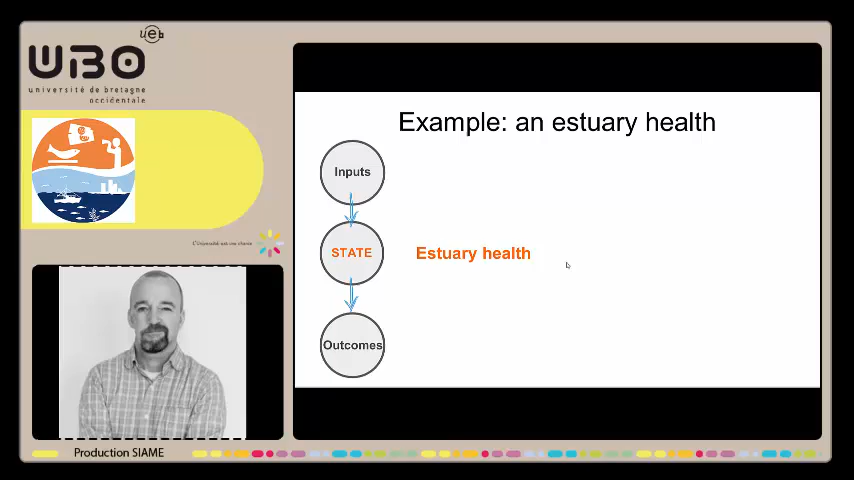 ueb
UBO
université de bretagne
occidentale
L'Université est une chance
Example: an estuary health
Inputs
STATE
Estuary health
Outcomes
Production SIAME